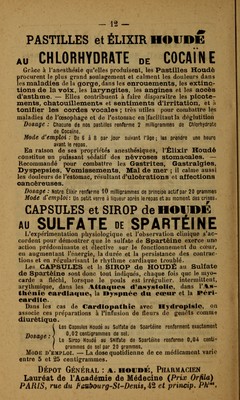 — 12 —
PASTILLES et ÉLIXIR HOUDÉ
AU CHLORHYDRATE DE COCAÏNE
Grâce à l'anesthésie qu'elles produisent, les Pastilles Houdé
procurent le plus grand soulagement et calment les douleurs dans
les maladies de la gorge, dans les enrouements, les extinc-
tions de la voix, les laryngites, les angines et les accès
d'asthme. — Elles contribuent à faire disparaître les picote-
ments, chatouillements et sentiments d'irritation, et à
tonifier les cordes vocales; très utiles pour combattre les
maladies de l'œsophage et de l'estomac en facilitant la déglutition
Dosage : Chacune de nos pastilles renferme 2 milligrammes de Chlorhydrate
de Cocaïne.
Mode d'emploi : De 6 à 8 par jour suivant l'âge; les prendre une heure
avant le repas.
En raison de ses propriétés anesthésiques, l'Élixir Houdé
constitue un puissant sédatif des névroses stomacales. —
Recommandé pour combattre les Gastrites, Gastralgies,
Dyspepsies, Vomissements, Mal de mer; il calme aussi
les douleurs de l'estomac, résultant d'ulcérations et affections
cancéreuses.
Dosage : Notre Élixir renferme 10 milligrammes de principe actif par 20 grammes
Mode d'emploi : Un petit verre à liqueur après le repas et au moment des crises.
CAPSULES et SIROP de HOUDÉ
AU SULFATE DE SPARTÉINE
L'expérimentation physiologique et l'observation clinique s'ac-
cordent pour démontrer que le sulfate de Spartéine exerce une
action prédominante et élective sur le fonctionnement du cœur,
en augmentant l'énergie, la durée et la persistance des contrac-
tions et en régularisant le rythme cardiaque troublé.
Les CAPSULES et le SIROP de HOUDÉ au Sulfate
de Spartéine sont donc tout indiqués, chaque fois que le myo-
carde a fléchi, lorsque le pouls est irrégulier, intermittent,
arythmique, dans les Attaques d'Asystolie, dans l'As-
thénie cardiaque, la Dyspnée du cœur et la Péri-
cardite.
Dans les cas de Cardiopathie avec Hydropisie, on
associe ces préparations à l'infusion de fleurs de genêts comme
diurétique.
Dosage : Les Capsules Houdé au Sulfate de Spartéine renferment exactement
0,02 centigrammes de sel.
Le Sirop Houdé au Sulfate de Spartéine renferme 0,04 centi-
grammes de sel par 20 grammes.
MODE D'EMPLOI. — La dose quotidienne de ce médicament varie
entre 5 et 25 centigrammes.
DÉPOT GÉNÉRAL : A. HOUDÉ, PHARMACIEN
Lauréat de l'Académie de Médecine (Prix Orfila)
PARIS, rue du Faubourg-St-Denis, 42 et princip. Phies.